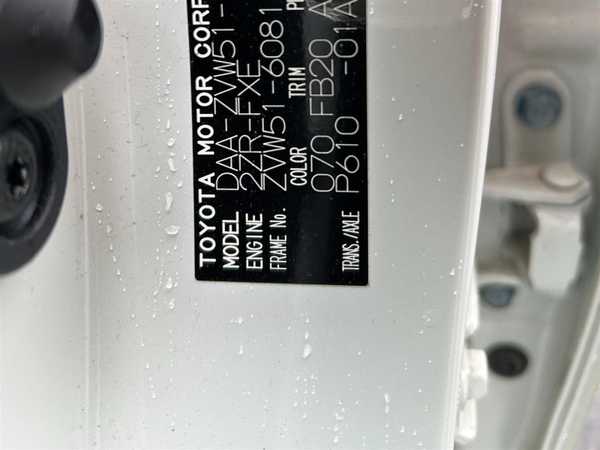 TOYOTA MOTOR CORP
MODEL DAA-ZVW51-
ENGINE 2ZR-FXE
FRAME No. ZVW51-6081
COLOR TRIM
070 FB20 A
TRANS./AXLE P610 -01A